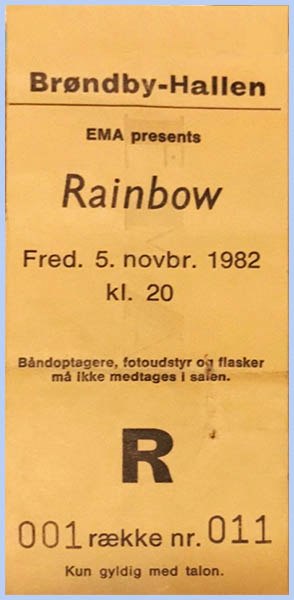 Brøndby-Hallen
EMA presents
Rainbow
Fred. 5. novbr. 1982
kl. 20
Båndoptagere, fotoudstyr og flasker
må ikke medtages i salen.
R
001 række nr. 011
Kun gyldig med talon.